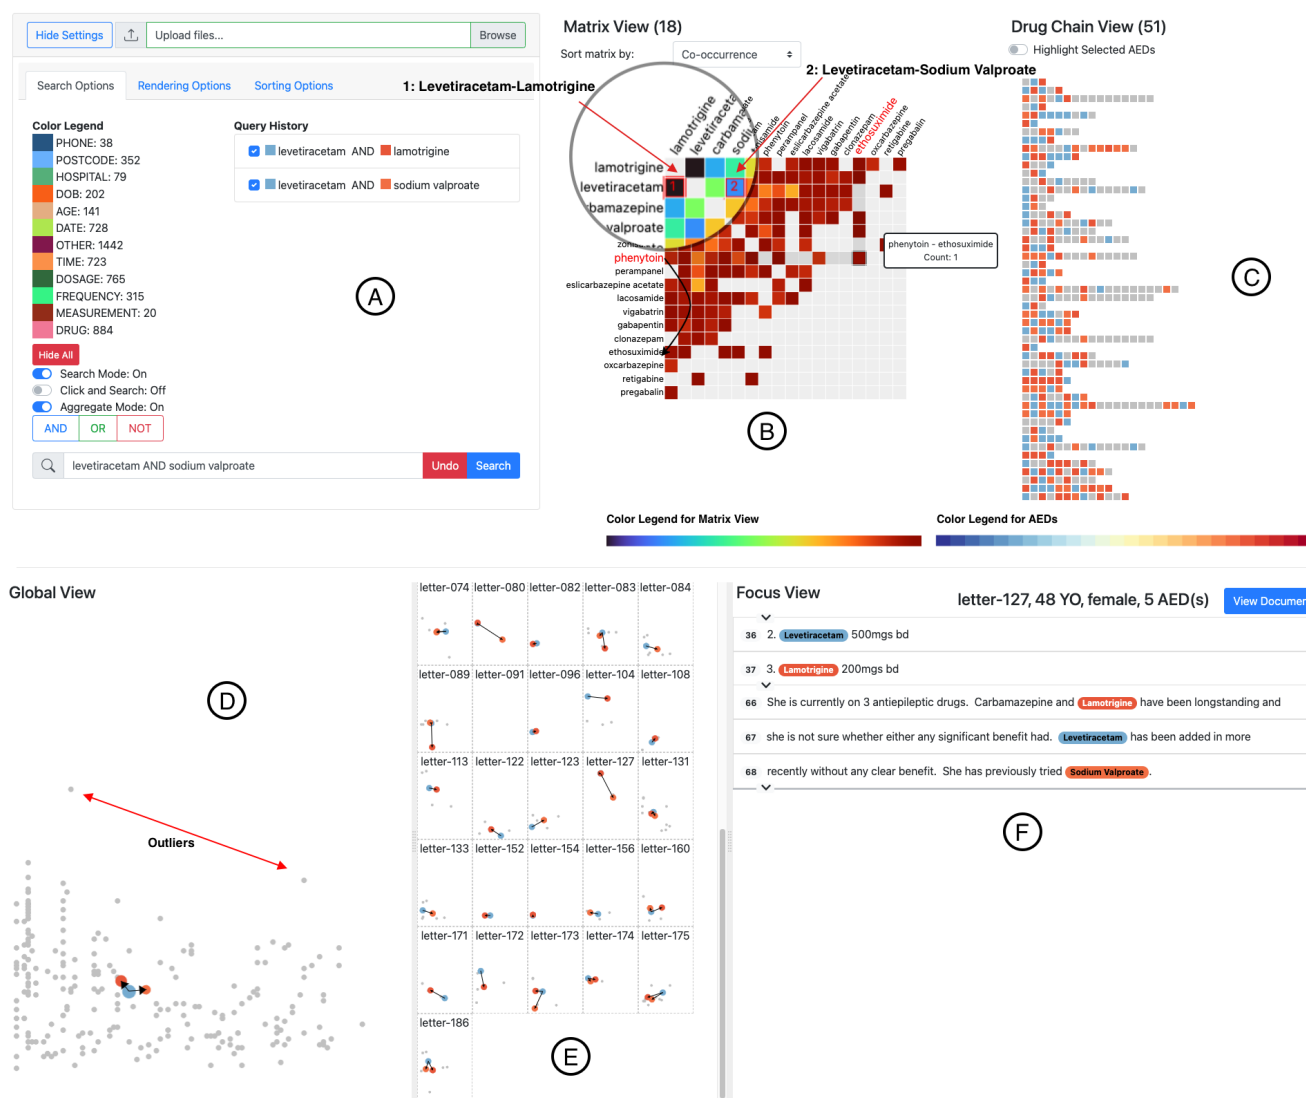 Hide Settings
Upload files...
Browse
Search Options
Rendering Options
Sorting Options
Color Legend
PHONE: 38
POSTCODE: 352
HOSPITAL: 79
DOB: 202
AGE: 141
DATE: 728
OTHER: 1442
TIME: 723
DOSAGE: 765
FREQUENCY: 315
MEASUREMENT: 20
DRUG: 884
Query History
levetiracetam AND lamotrigine
levetiracetam AND sodium valproate
Hide All
Search Mode: On
Click and Search: Off
Aggregate Mode: On
AND
OR
NOT
levetiracetam AND sodium valproate
Undo
Search
A
Matrix View (18)
Sort matrix by:
Co-occurrence
1: Levetiracetam-Lamotrigine
2: Levetiracetam-Sodium Valproate
lamotrigine
levetiraceta
carbama
sodiu
phenytoin
perampanel
eslicarbazepine acetate
lacosamide
vigabatrin
gabapentin
clonazepam
ethosuximide
oxcarbazepine
retigabine
pregabalin
lamotrigine
levetiracetam
rbamazepine
valproate
phenytoin
perampanel
eslicarbazepine acetate
lacosamide
vigabatrin
gabapentin
clonazepam
ethosuximide
oxcarbazepine
retigabine
pregabalin
1
2
phenytoin - ethosuximide
Count: 1
B
Drug Chain View (51)
Highlight Selected AEDs
C
Color Legend for Matrix View
Color Legend for AEDs
Global View
D
Outliers
letter-074 letter-080 letter-082 letter-083 letter-084
letter-089 letter-091 letter-096 letter-104 letter-108
letter-113 letter-122 letter-123 letter-127 letter-131
letter-133 letter-152 letter-154 letter-156 letter-160
letter-171 letter-172 letter-173 letter-174 letter-175
letter-186
E
Focus View
letter-127, 48 YO, female, 5 AED(s)
View Documen
36 2. Levetiracetam 500mgs bd
37 3. Lamotrigine 200mgs bd
66 She is currently on 3 antiepileptic drugs. Carbamazepine and Lamotrigine have been longstanding and
67 she is not sure whether either any significant benefit had. Levetiracetam has been added in more
68 recently without any clear benefit. She has previously tried Sodium Valproate.
F